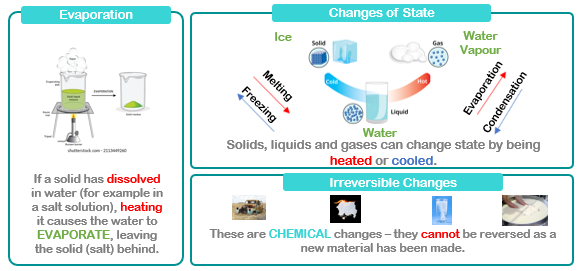 Evaporation
EVAPORATION
shutterstock.com · 2113449160
If a solid has dissolved
in water (for example in
a salt solution), heating
it causes the water to
EVAPORATE, leaving
the solid (salt) behind.
Changes of State
Ice
Water
Vapour
Solid
Gas
Cold
Hot
Liquid
Melting
Freezing
Evaporation
Condensation
Water
Solids, liquids and gases can change state by being
heated or cooled.
Irreversible Changes
These are CHEMICAL changes – they cannot be reversed as a
new material has been made.